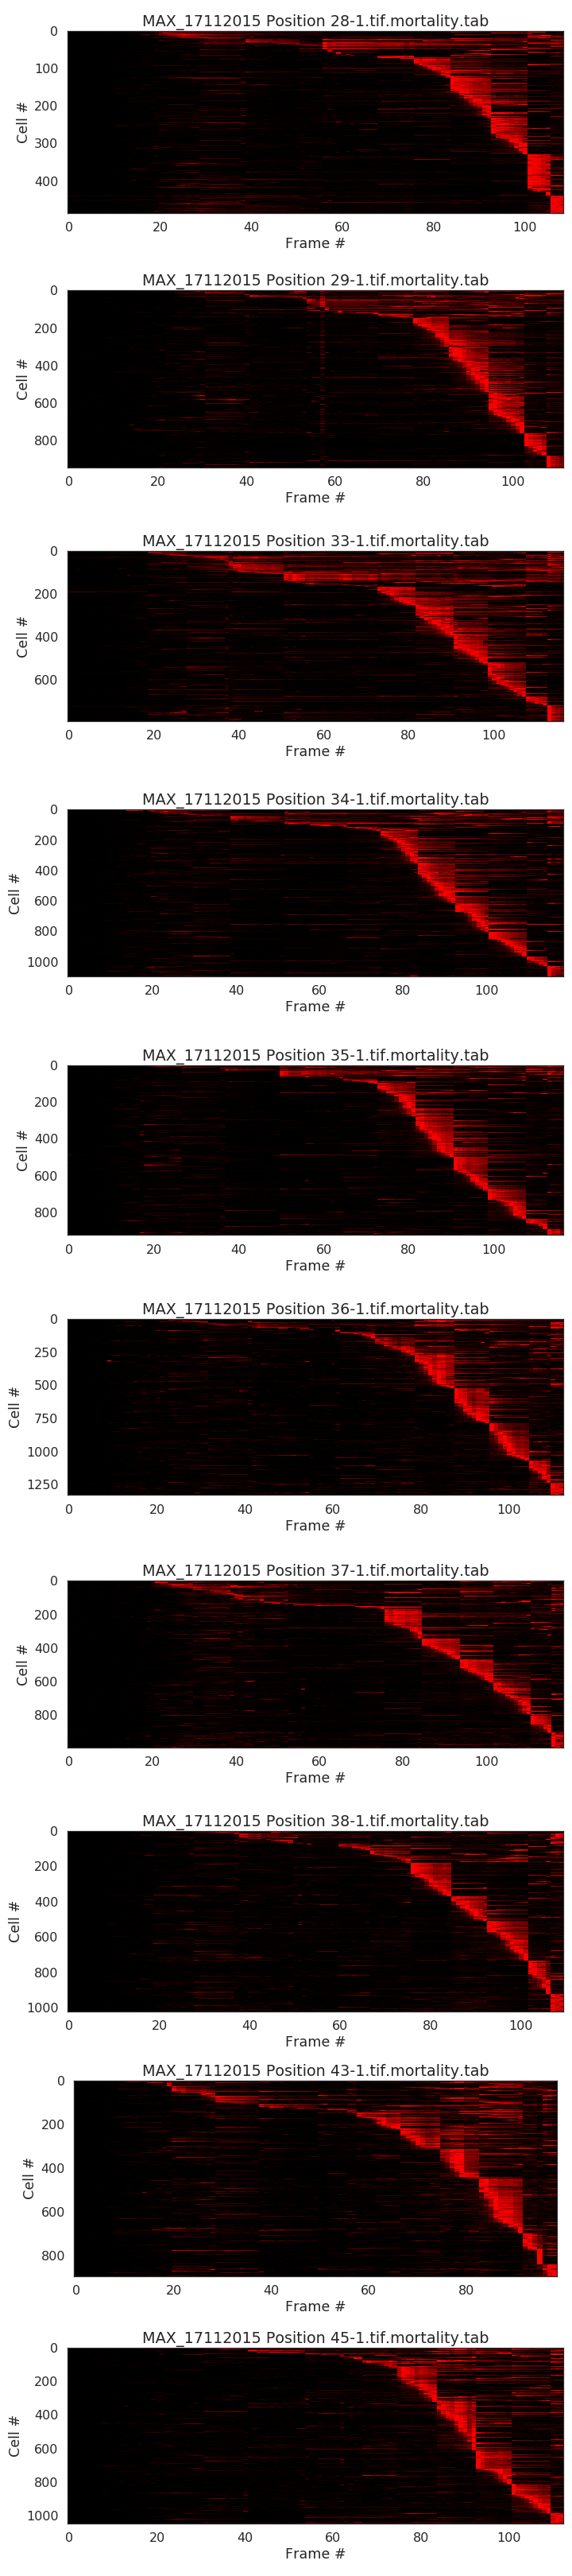 MAX_17112015 Position 28-1.tif.mortality.tab
0
100
200
300
400
Cell #
0 20 40 60 80 100
Frame #
MAX_17112015 Position 29-1.tif.mortality.tab
0
200
400
600
800
Cell #
0 20 40 60 80 100
Frame #
MAX_17112015 Position 33-1.tif.mortality.tab
0
200
400
600
Cell #
0 20 40 60 80 100
Frame #
MAX_17112015 Position 34-1.tif.mortality.tab
0
200
400
600
800
1000
Cell #
0 20 40 60 80 100
Frame #
MAX_17112015 Position 35-1.tif.mortality.tab
0
200
400
600
800
Cell #
0 20 40 60 80 100
Frame #
MAX_17112015 Position 36-1.tif.mortality.tab
0
250
500
750
1000
1250
Cell #
0 20 40 60 80 100
Frame #
MAX_17112015 Position 37-1.tif.mortality.tab
0
200
400
600
800
Cell #
0 20 40 60 80 100
Frame #
MAX_17112015 Position 38-1.tif.mortality.tab
0
200
400
600
800
1000
Cell #
0 20 40 60 80 100
Frame #
MAX_17112015 Position 43-1.tif.mortality.tab
0
200
400
600
800
Cell #
0 20 40 60 80
Frame #
MAX_17112015 Position 45-1.tif.mortality.tab
0
200
400
600
800
1000
Cell #
0 20 40 60 80 100
Frame #